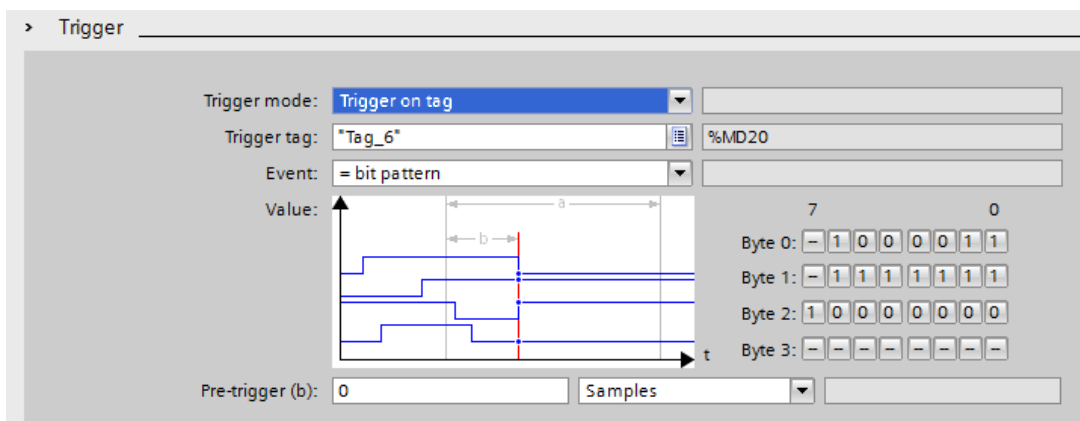 Trigger
Trigger mode: Trigger on tag
Trigger tag: "Tag_6" %MD20
Event: = bit pattern
Value: a 7 0
b Byte 0: - 1 0 0 0 0 1 1
Byte 1: - 1 1 1 1 1 1 1
Byte 2: 1 0 0 0 0 0 0 0
t Byte 3: - - - - - - - -
Pre-trigger (b): 0 Samples